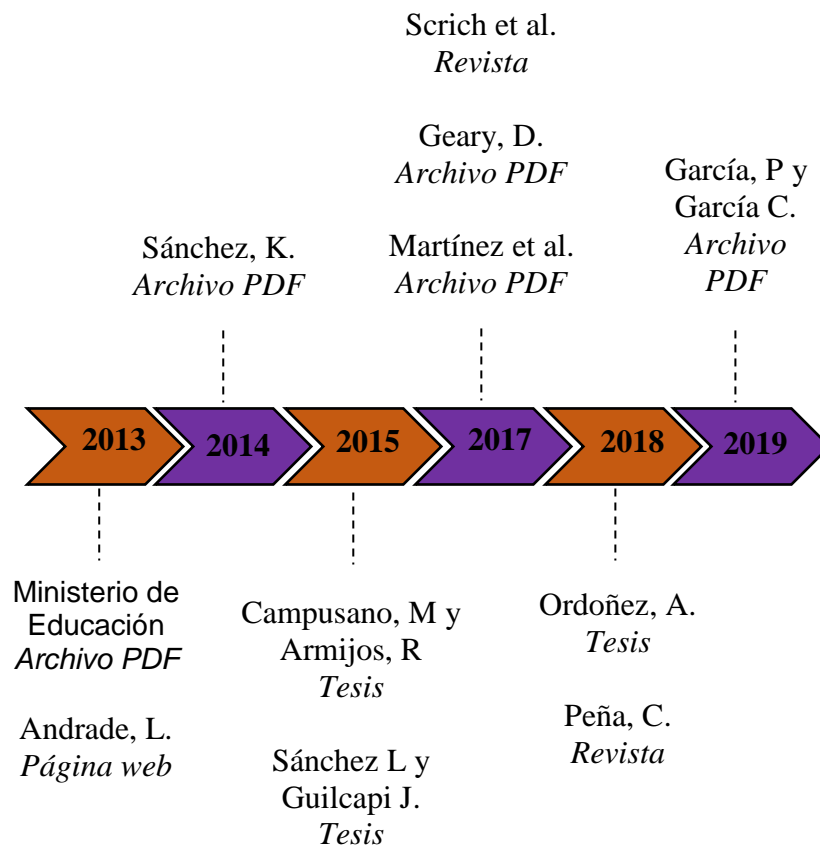 Scrich et al.
Revista
Geary, D.
Archivo PDF
Martínez et al.
Archivo PDF
Sánchez, K.
Archivo PDF
García, P y
García C.
Archivo
PDF
2013
2014
2015
2017
2018
2019
Ministerio de
Educación
Archivo PDF
Andrade, L.
Página web
Campusano, M y
Armijos, R
Tesis
Sánchez L y
Guilcapi J.
Tesis
Ordoñez, A.
Tesis
Peña, C.
Revista